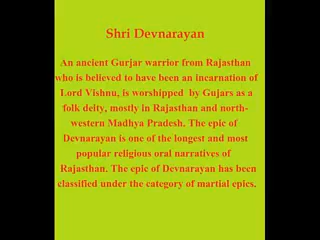 Shri Devnarayan
An ancient Gurjar warrior from Rajasthan
who is believed to have been an incarnation of
Lord Vishnu, is worshipped by Gujars as a
folk deity, mostly in Rajasthan and north-
western Madhya Pradesh. The epic of
Devnarayan is one of the longest and most
popular religious oral narratives of
Rajasthan. The epic of Devnarayan has been
classified under the category of martial epics.